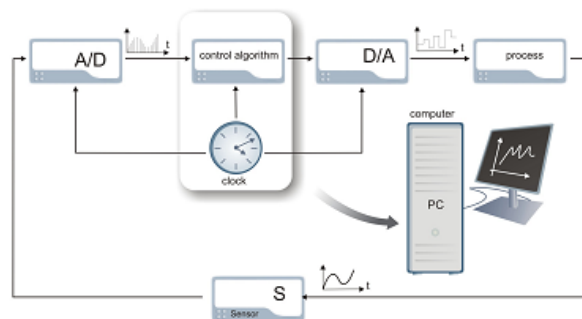 A/D
t
control algorithm
D/A
t
process
clock
computer
PC
S
Sensor
t